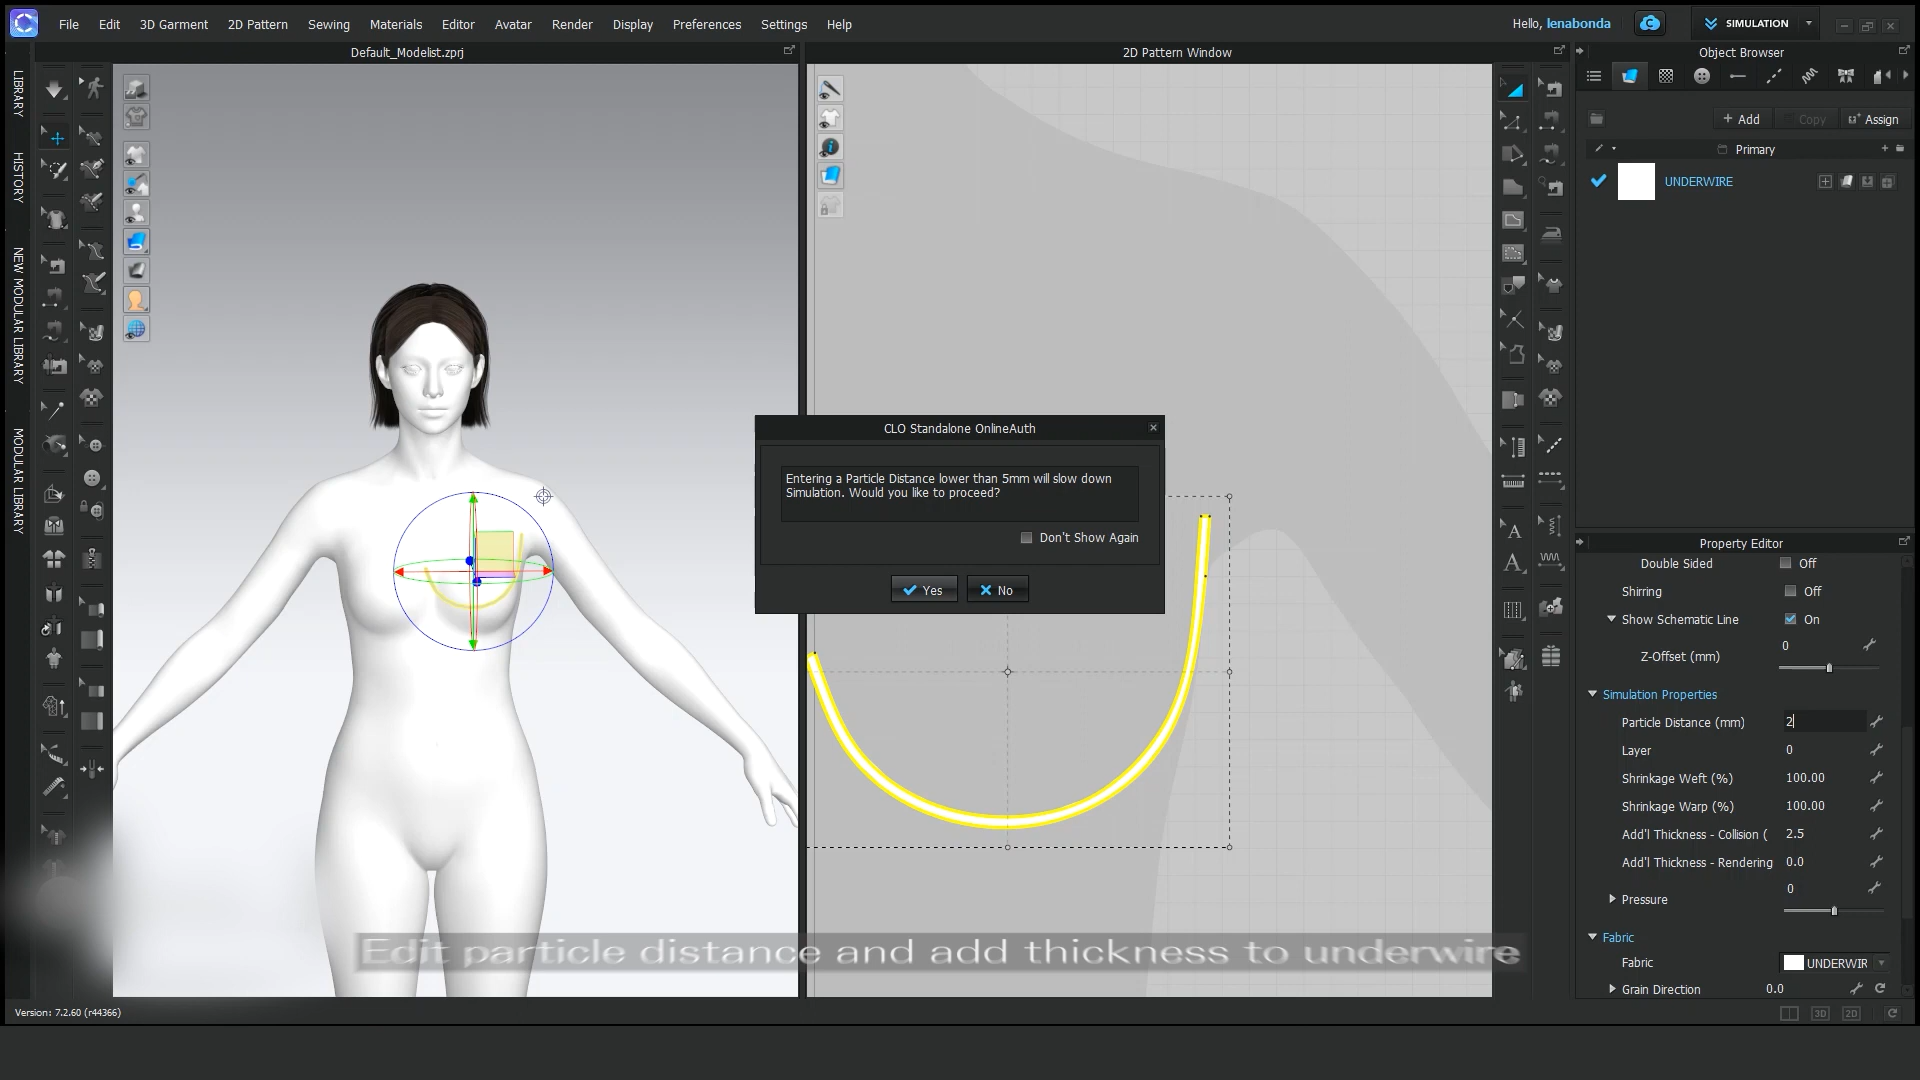 File Edit 3D Garment 2D Pattern Sewing Materials Editor Avatar Render Display Preferences Settings Help
Hello, lenabonda
SIMULATION
Default_Modelist.zprj
2D Pattern Window
Object Browser
LIBRARY
HISTORY
NEW MODULAR LIBRARY
MODULAR LIBRARY
+ Add Copy Assign
Primary
UNDERWIRE
CLO Standalone OnlineAuth
Entering a Particle Distance lower than 5mm will slow down
Simulation. Would you like to proceed?
Don't Show Again
Yes No
Property Editor
Double Sided Off
Shirring Off
Show Schematic Line On
Z-Offset (mm) 0
Simulation Properties
Particle Distance (mm) 2
Layer 0
Shrinkage Weft (%) 100.00
Shrinkage Warp (%) 100.00
Add'l Thickness - Collision ( 2.5
Add'l Thickness - Rendering 0.0
Pressure 0
Fabric
Fabric UNDERWIR
Grain Direction 0.0
Edit particle distance and add thickness to underwire
Version: 7.2.60 (r44366)
3D 2D